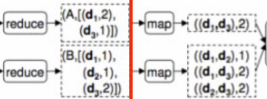 reduce
(A,[(d₁,2),
(d₃,1)])
map
((d₁,d₃),2)
reduce
(B,[(d₁,1),
(d₂,1),
(d₃,2)])
map
((d₁,d₂),1)
((d₁,d₃),2)
((d₂,d₃),2)